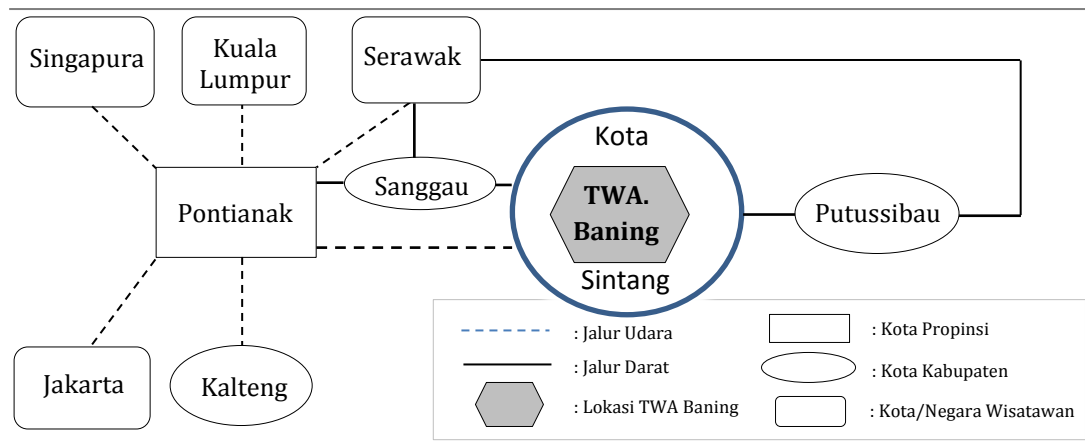 Singapura
Kuala
Lumpur
Serawak
Kota
TWA.
Baning
Sintang
Sanggau
Pontianak
Putussibau
Jakarta
Kalteng
: Jalur Udara
: Kota Propinsi
: Jalur Darat
: Kota Kabupaten
: Lokasi TWA Baning
: Kota/Negara Wisatawan